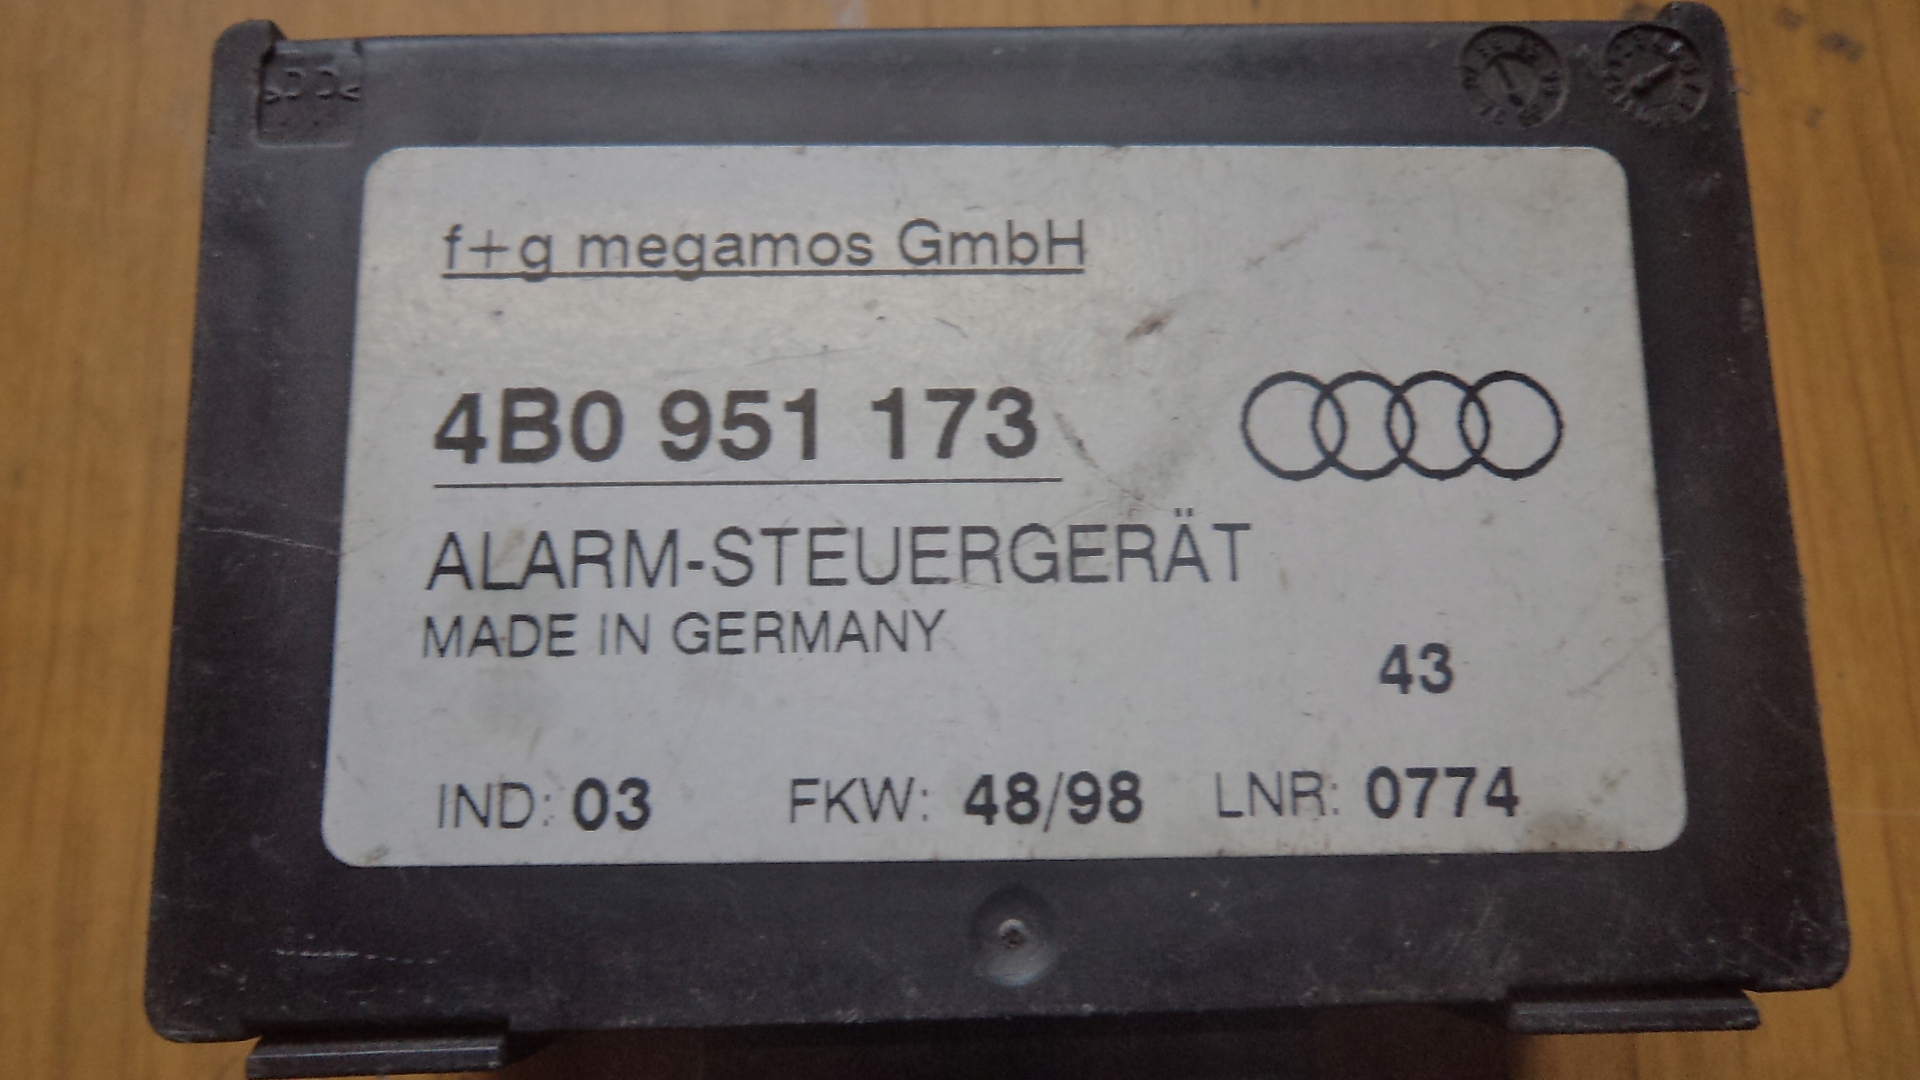 f+g megamos GmbH
4B0 951 173
ALARM-STEUERGERÄT
MADE IN GERMANY
43
IND: 03 FKW: 48/98 LNR: 0774